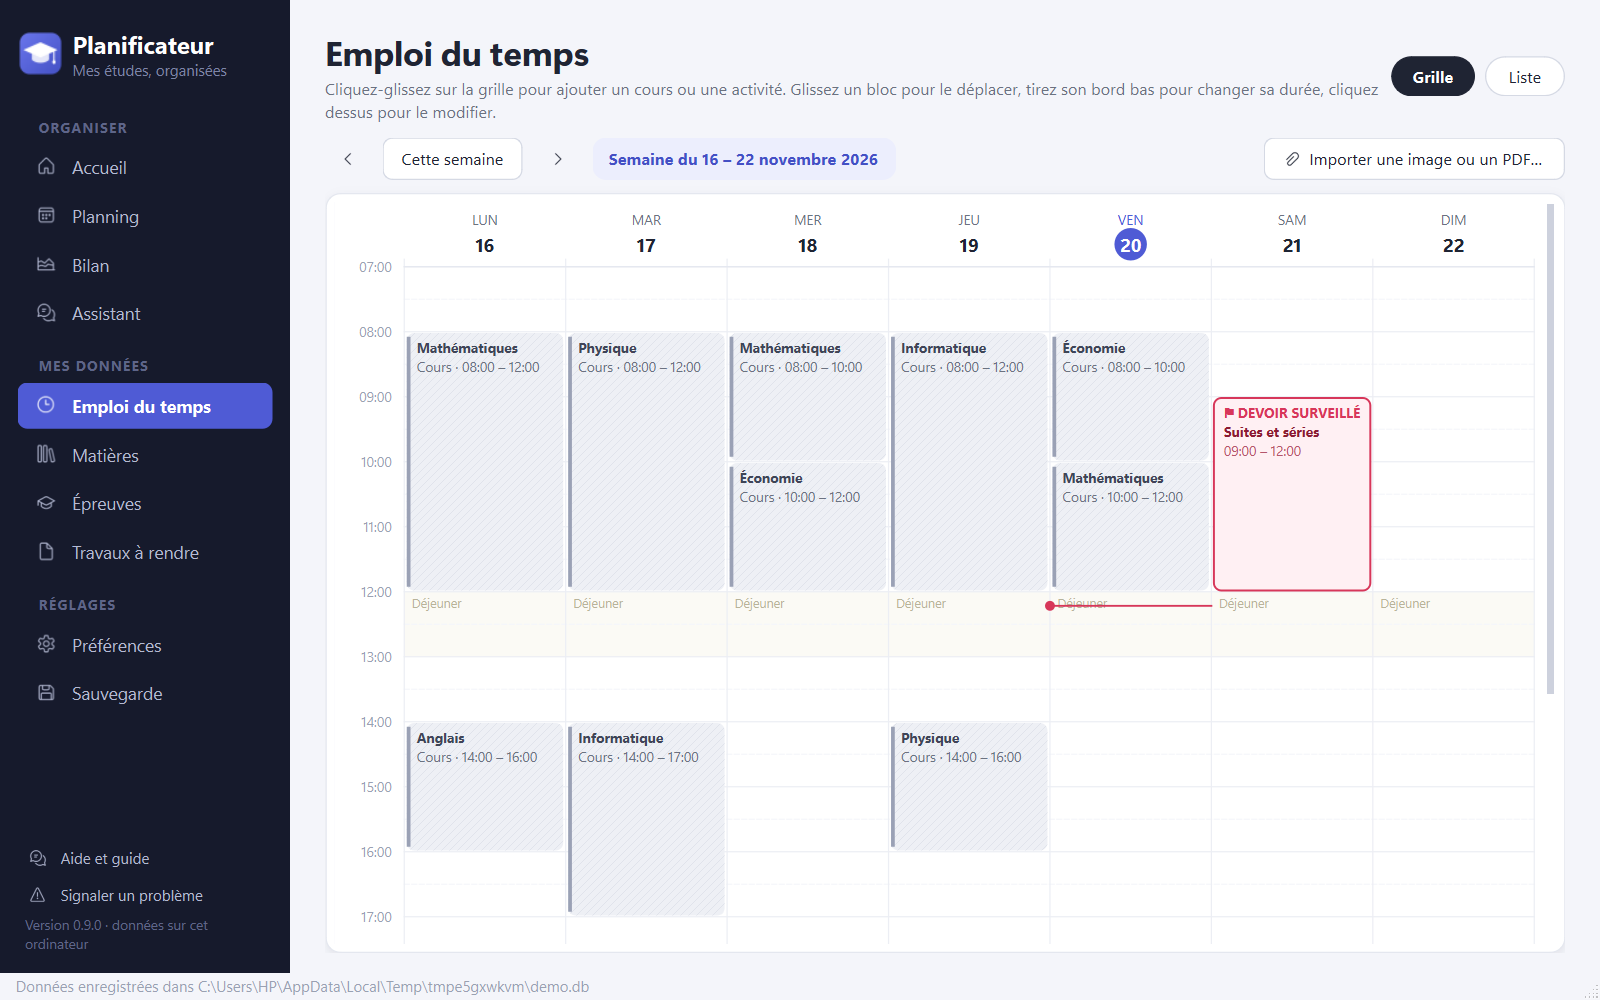 Planificateur
Mes études, organisées
ORGANISER
Accueil
Planning
Bilan
Assistant
MES DONNÉES
Emploi du temps
Matières
Épreuves
Travaux à rendre
RÉGLAGES
Préférences
Sauvegarde
Aide et guide
Signaler un problème
Version 0.9.0 · données sur cet
ordinateur
Emploi du temps
Cliquez-glissez sur la grille pour ajouter un cours ou une activité. Glissez un bloc pour le déplacer, tirez son bord bas pour changer sa durée, cliquez
dessus pour le modifier.
Grille
Liste
Cette semaine
Semaine du 16 – 22 novembre 2026
Importer une image ou un PDF...
LUN MAR MER JEU VEN SAM DIM
16 17 18 19 20 21 22
07:00
08:00
Mathématiques
Cours · 08:00 – 12:00
Physique
Cours · 08:00 – 12:00
Mathématiques
Cours · 08:00 – 10:00
Informatique
Cours · 08:00 – 12:00
Économie
Cours · 08:00 – 10:00
09:00
DEVOIR SURVEILLÉ
Suites et séries
09:00 – 12:00
10:00
Économie
Cours · 10:00 – 12:00
Mathématiques
Cours · 10:00 – 12:00
11:00
12:00
Déjeuner Déjeuner Déjeuner Déjeuner Déjeuner Déjeuner Déjeuner
13:00
14:00
Anglais
Cours · 14:00 – 16:00
Informatique
Cours · 14:00 – 17:00
Physique
Cours · 14:00 – 16:00
15:00
16:00
17:00
Données enregistrées dans C:\Users\HP\AppData\Local\Temp\tmpe5gxwkvm\demo.db